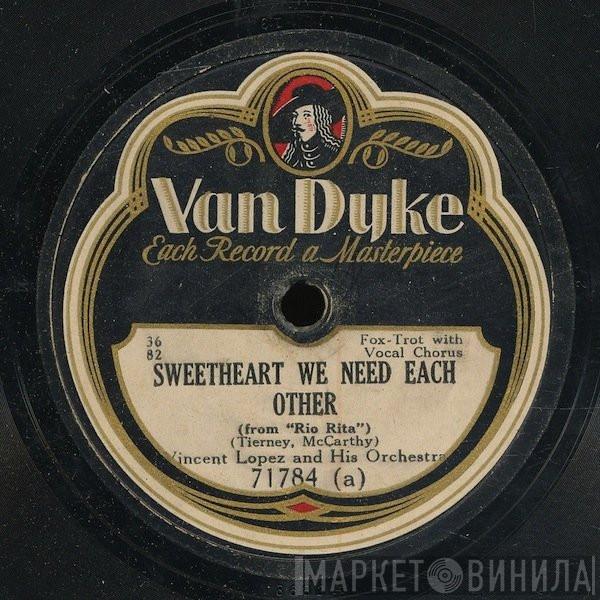 Van Dyke
Each Record a Masterpiece
36
82
Fox-Trot with
Vocal Chorus
SWEETHEART WE NEED EACH
OTHER
(from "Rio Rita")
(Tierney, McCarthy)
Vincent Lopez and His Orchestra
71784 (a)
МАРКЕТ ВИНИЛА